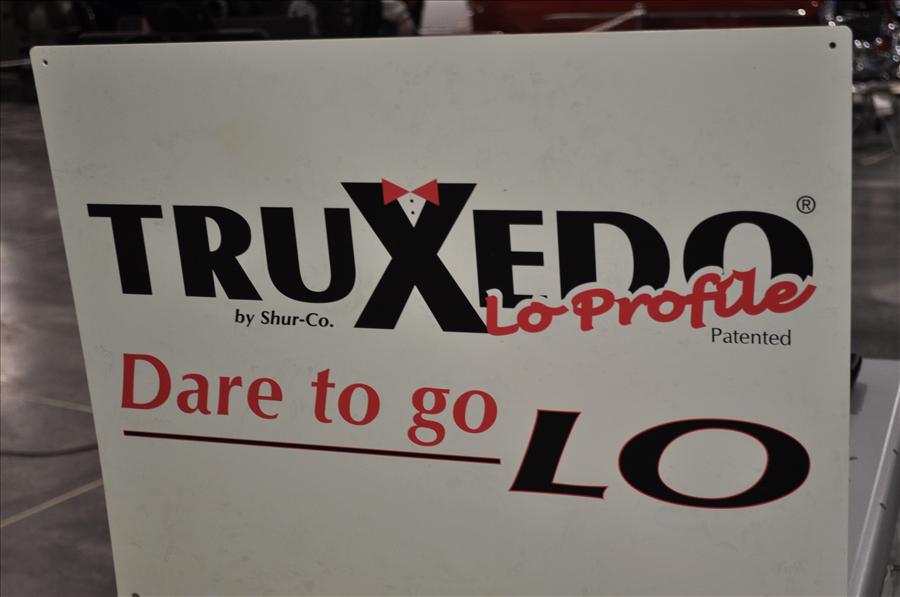 TRUXEDO®
by Shur-Co.
Lo Profile
Patented
Dare to go
LO